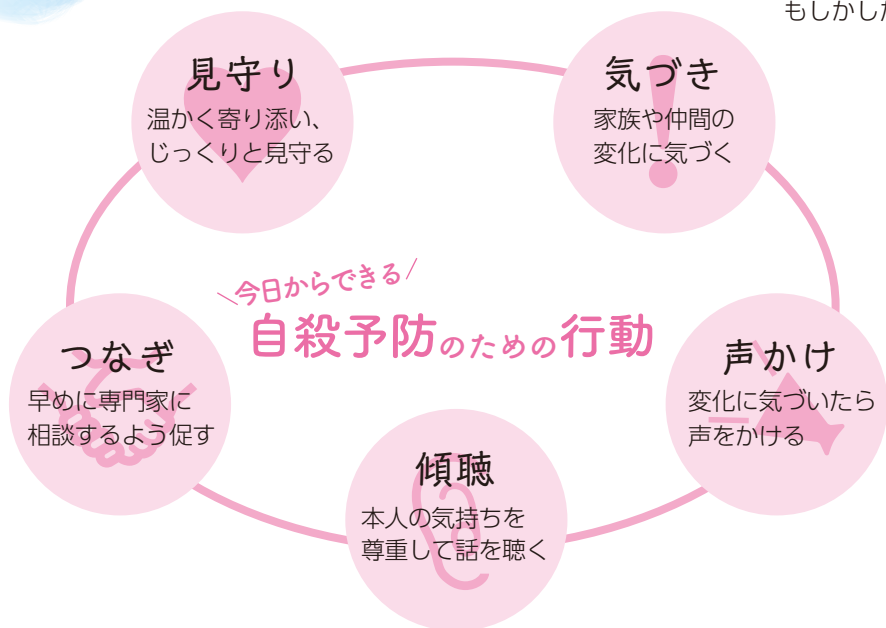 もしかし
今日からできる
自殺予防のための行動
気づき
家族や仲間の
変化に気づく
声かけ
変化に気づいたら
声をかける
傾聴
本人の気持ちを
尊重して話を聴く
つなぎ
早めに専門家に
相談するよう促す
見守り
温かく寄り添い、
じっくりと見守る